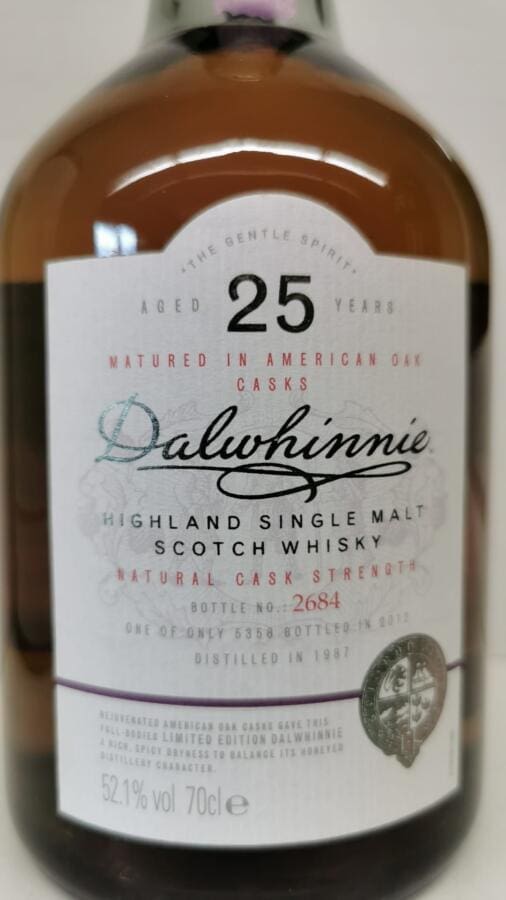 "THE GENTLE SPIRIT"
AGED 25 YEARS
MATURED IN AMERICAN OAK
CASKS
Dalwhinnie
HIGHLAND SINGLE MALT
SCOTCH WHISKY
NATURAL CASK STRENGTH
BOTTLE NO.: 2684
ONE OF ONLY 5358 BOTTLED IN 2012
DISTILLED IN 1987
REJUVENATED AMERICAN OAK CASKS GAVE THIS
FULL-BODIED LIMITED EDITION DALWHINNIE
A RICH, SPICY DRYNESS TO BALANCE ITS HONEYED
DISTILLERY CHARACTER.
52.1% vol 70cl e